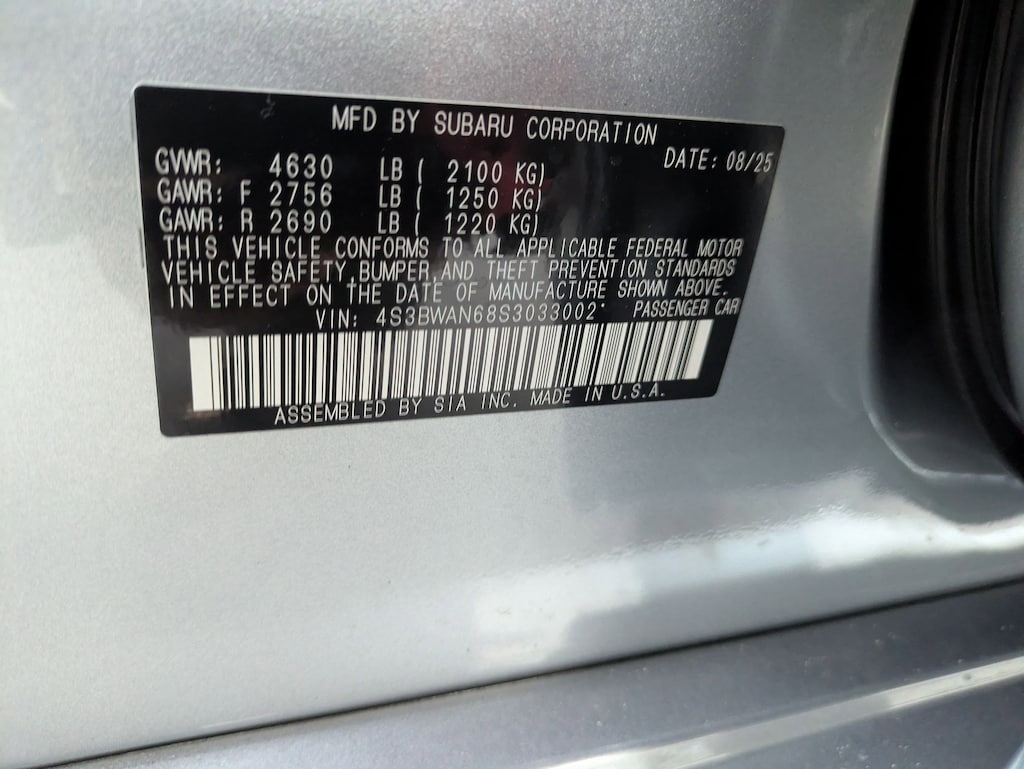 MFD BY SUBARU CORPORATION
DATE: 08/25
GVWR: 4630 LB ( 2100 KG)
GAWR: F 2756 LB ( 1250 KG)
GAWR: R 2690 LB ( 1220 KG)
THIS VEHICLE CONFORMS TO ALL APPLICABLE FEDERAL MOTOR
VEHICLE SAFETY, BUMPER, AND THEFT PREVENTION STANDARDS
IN EFFECT ON THE DATE OF MANUFACTURE SHOWN ABOVE.
VIN: 4S3BWAN68S3033002* PASSENGER CAR
ASSEMBLED BY SIA INC. MADE IN U.S.A.